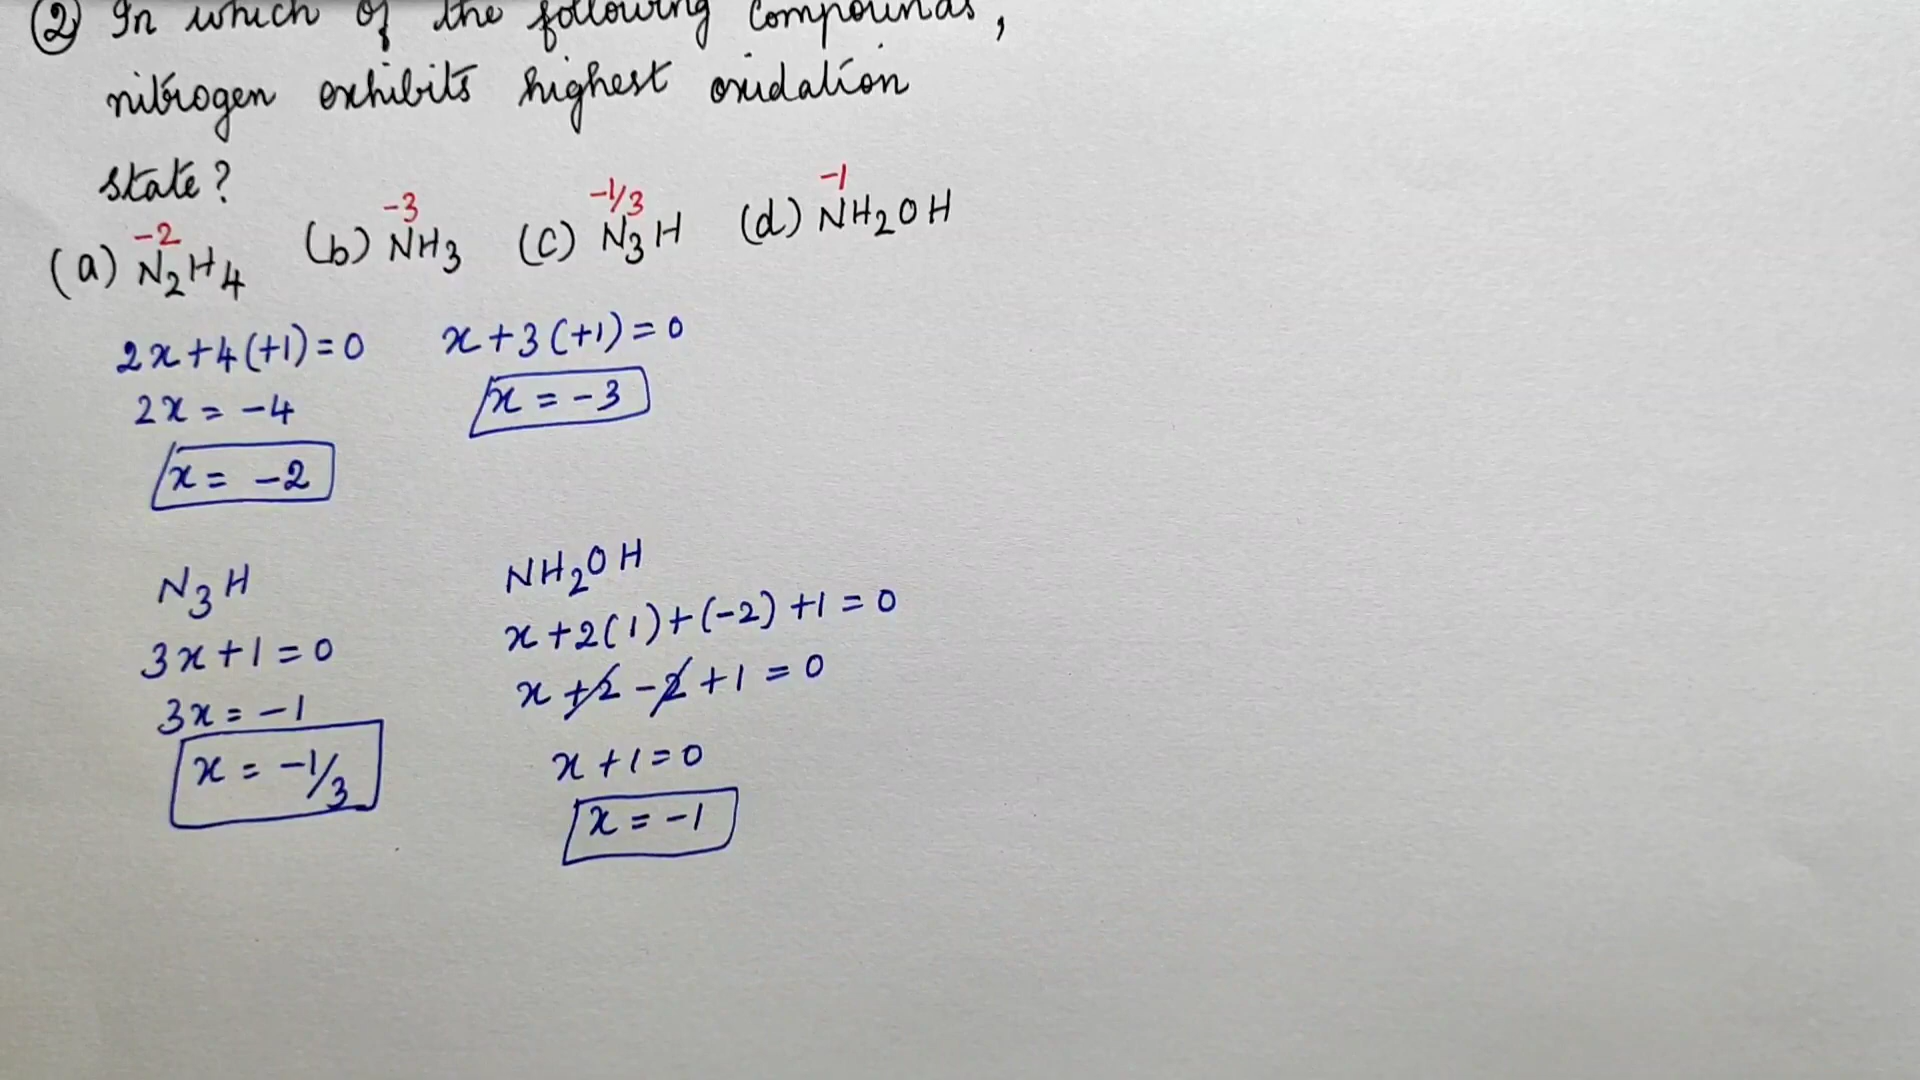 ② In which of the following compounds,
nitrogen exhibits highest oxidation
state?
-2 -3 -1/3 -1
(a) N2H4 (b) NH3 (c) N3H (d) NH2OH
2x+4(+1)=0 x+3(+1)=0
2x = -4 x = -3
x = -2
N3H NH2OH
3x+1=0 x+2(1)+(-2)+1=0
3x=-1 x+2-2+1=0
x = -1/3 x+1=0
x = -1